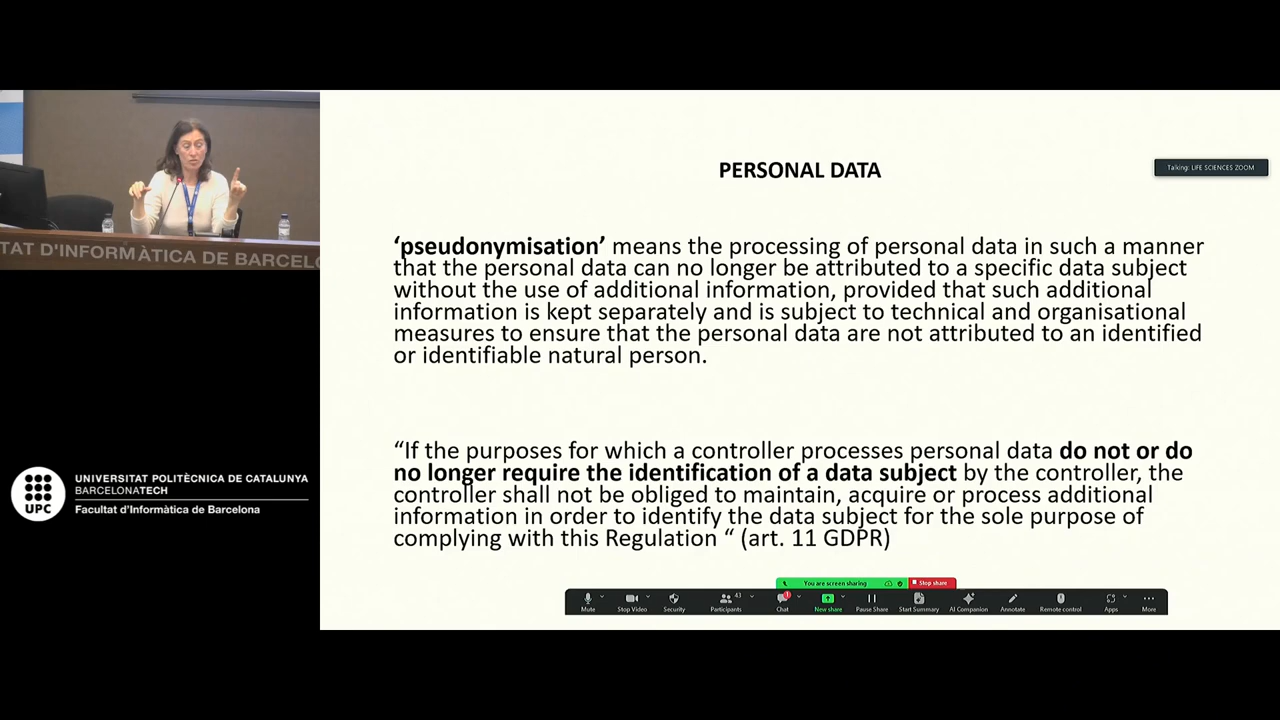 TAT D'INFORMÀTICA DE BARCELO
UPC
UNIVERSITAT POLITÈCNICA DE CATALUNYA
BARCELONATECH
Facultat d'Informàtica de Barcelona
PERSONAL DATA
Talking: LIFE SCIENCES ZOOM
‘pseudonymisation’ means the processing of personal data in such a manner
that the personal data can no longer be attributed to a specific data subject
without the use of additional information, provided that such additional
information is kept separately and is subject to technical and organisational
measures to ensure that the personal data are not attributed to an identified
or identifiable natural person.
“If the purposes for which a controller processes personal data do not or do
no longer require the identification of a data subject by the controller, the
controller shall not be obliged to maintain, acquire or process additional
information in order to identify the data subject for the sole purpose of
complying with this Regulation “ (art. 11 GDPR)
You are screen sharing
Stop share
Mute
Stop Video
Security
Participants
43
Chat
1
New share
Pause Share
Start Summary
AI Companion
Annotate
Remote control
Apps
More